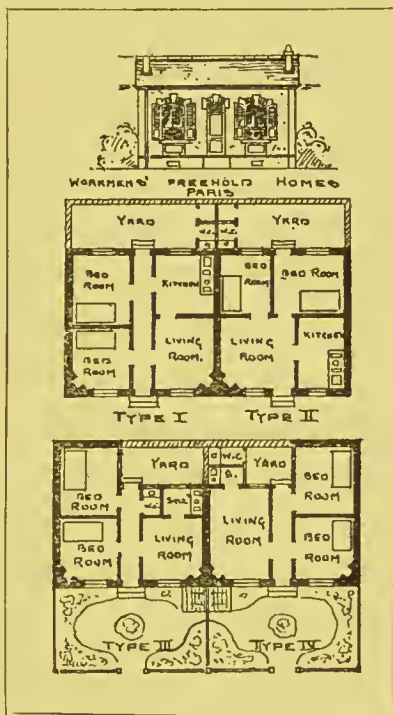 WORKMENS' FREEHOLD HOMES
PARIS
YARD YARD
W.C. W.C.
BED ROOM
KITCHEN
BED ROOM
BED ROOM
BED ROOM
LIVING ROOM.
LIVING ROOM
KITCHEN
TYPE I TYPE II
BED ROOM
YARD
W.C.
YARD
BED ROOM
BED ROOM
LIVING ROOM
LIVING ROOM
BED ROOM
TYPE III TYPE IV